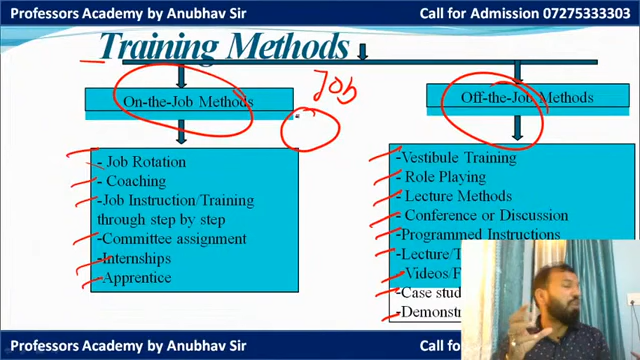 Professors Academy by Anubhav Sir
Call for Admission 07275333303
Training Methods
On-the-Job Methods
Job
Off-the-Job Methods
- Job Rotation
- Coaching
-Job Instruction/Training
through step by step
-Committee assignment
-Internships
-Apprentice
-Vestibule Training
- Role Playing
- Lecture Methods
- Conference or Discussion
-Programmed Instructions
-Lecture/T
- Videos/F
- Case stud
- Demonstr
Professors Academy by Anubhav Sir
Call fo